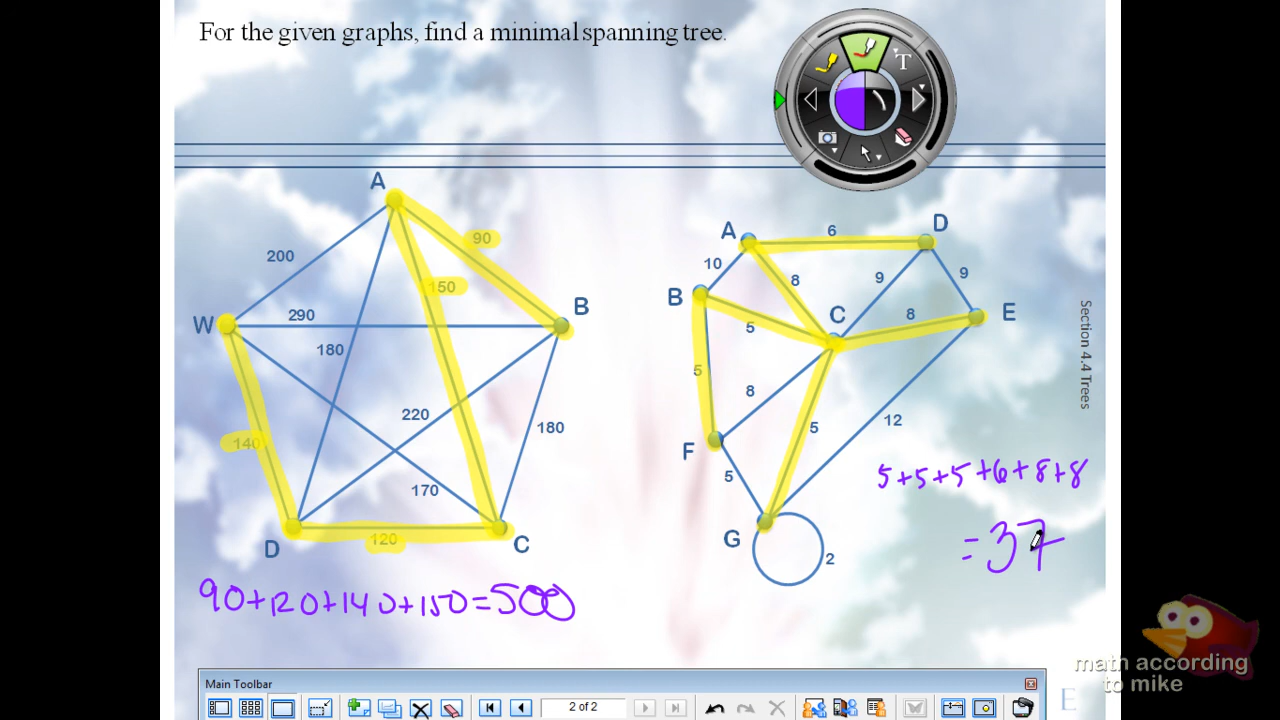 For the given graphs, find a minimal spanning tree.
T
A
90
200
150
W
290
B
180
220
180
140
170
D
120
C
90+120+140+150=500
A
6
D
10
8
9
9
B
C
8
E
5
5
8
12
F
5
5
G
2
5+5+5+6+8+8
=37
Section 4.4 Trees
math according
to mike
Main Toolbar
2 of 2
E